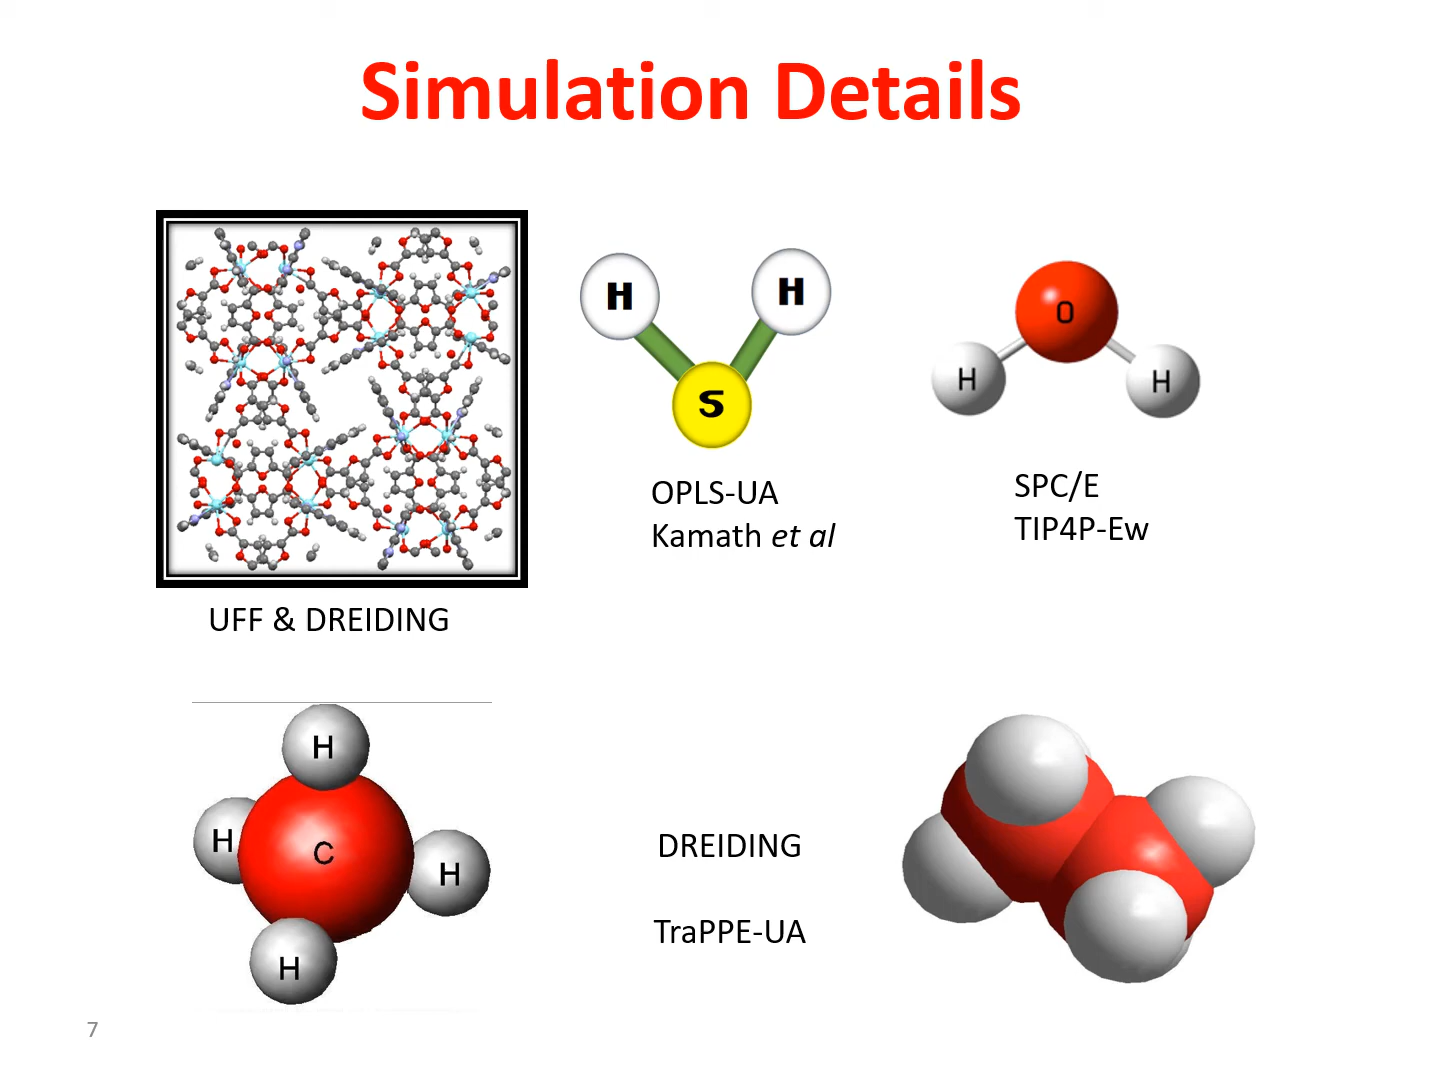 Simulation Details
H
H
S
O
H
H
OPLS-UA
Kamath et al
SPC/E
TIP4P-Ew
UFF & DREIDING
H
H
C
H
H
DREIDING
TraPPE-UA
7